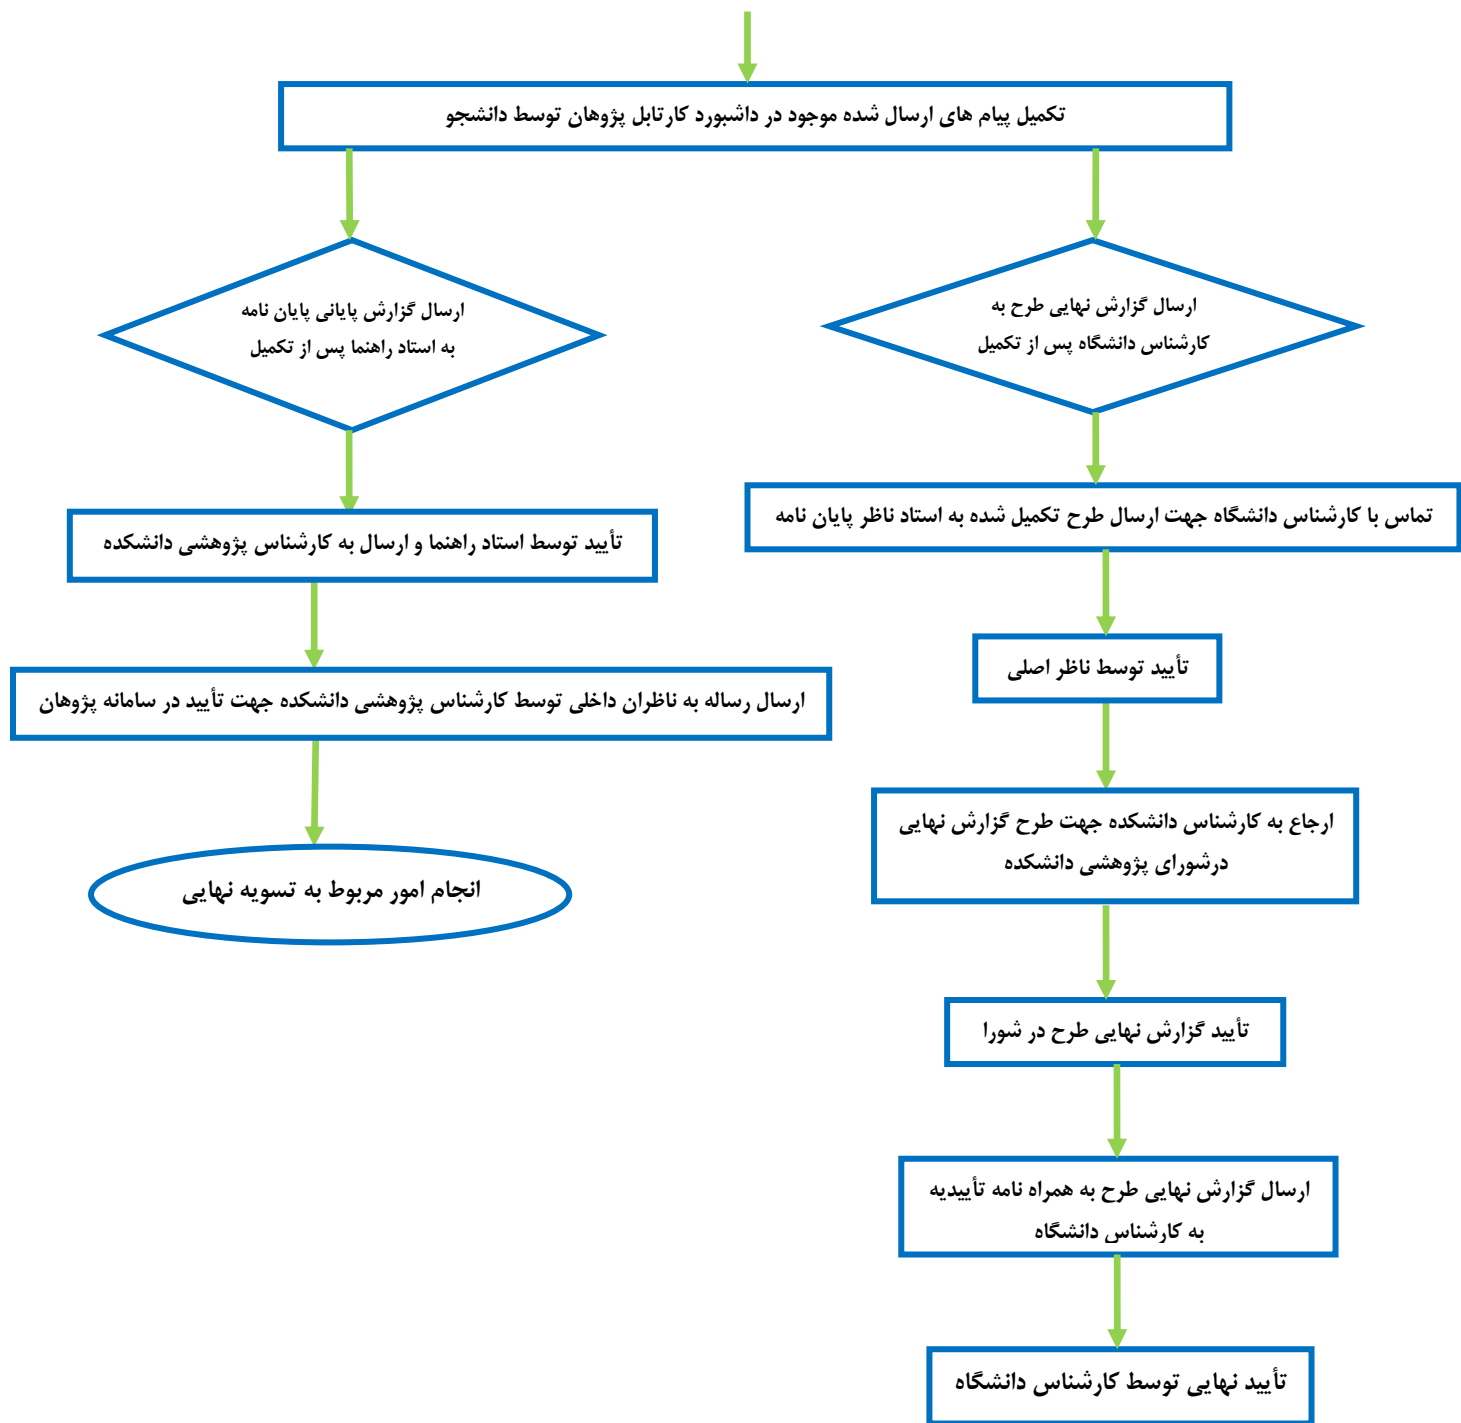 تکمیل پیام های ارسال شده موجود در داشبورد کارتابل پژوهان توسط دانشجو
ارسال گزارش نهایی طرح به
کارشناس دانشگاه پس از تکمیل
تماس با کارشناس دانشگاه جهت ارسال طرح تکمیل شده به استاد ناظر پایان نامه
تأیید توسط ناظر اصلی
ارجاع به کارشناس دانشکده جهت طرح گزارش نهایی
درشورای پژوهشی دانشکده
تأیید گزارش نهایی طرح در شورا
ارسال گزارش نهایی طرح به همراه نامه تأییدیه
به کارشناس دانشگاه
تأیید نهایی توسط کارشناس دانشگاه
ارسال گزارش پایانی پایان نامه
به استاد راهنما پس از تکمیل
تأیید توسط استاد راهنما و ارسال به کارشناس پژوهشی دانشکده
ارسال رساله به ناظران داخلی توسط کارشناس پژوهشی دانشکده جهت تأیید در سامانه پژوهان
انجام امور مربوط به تسویه نهایی